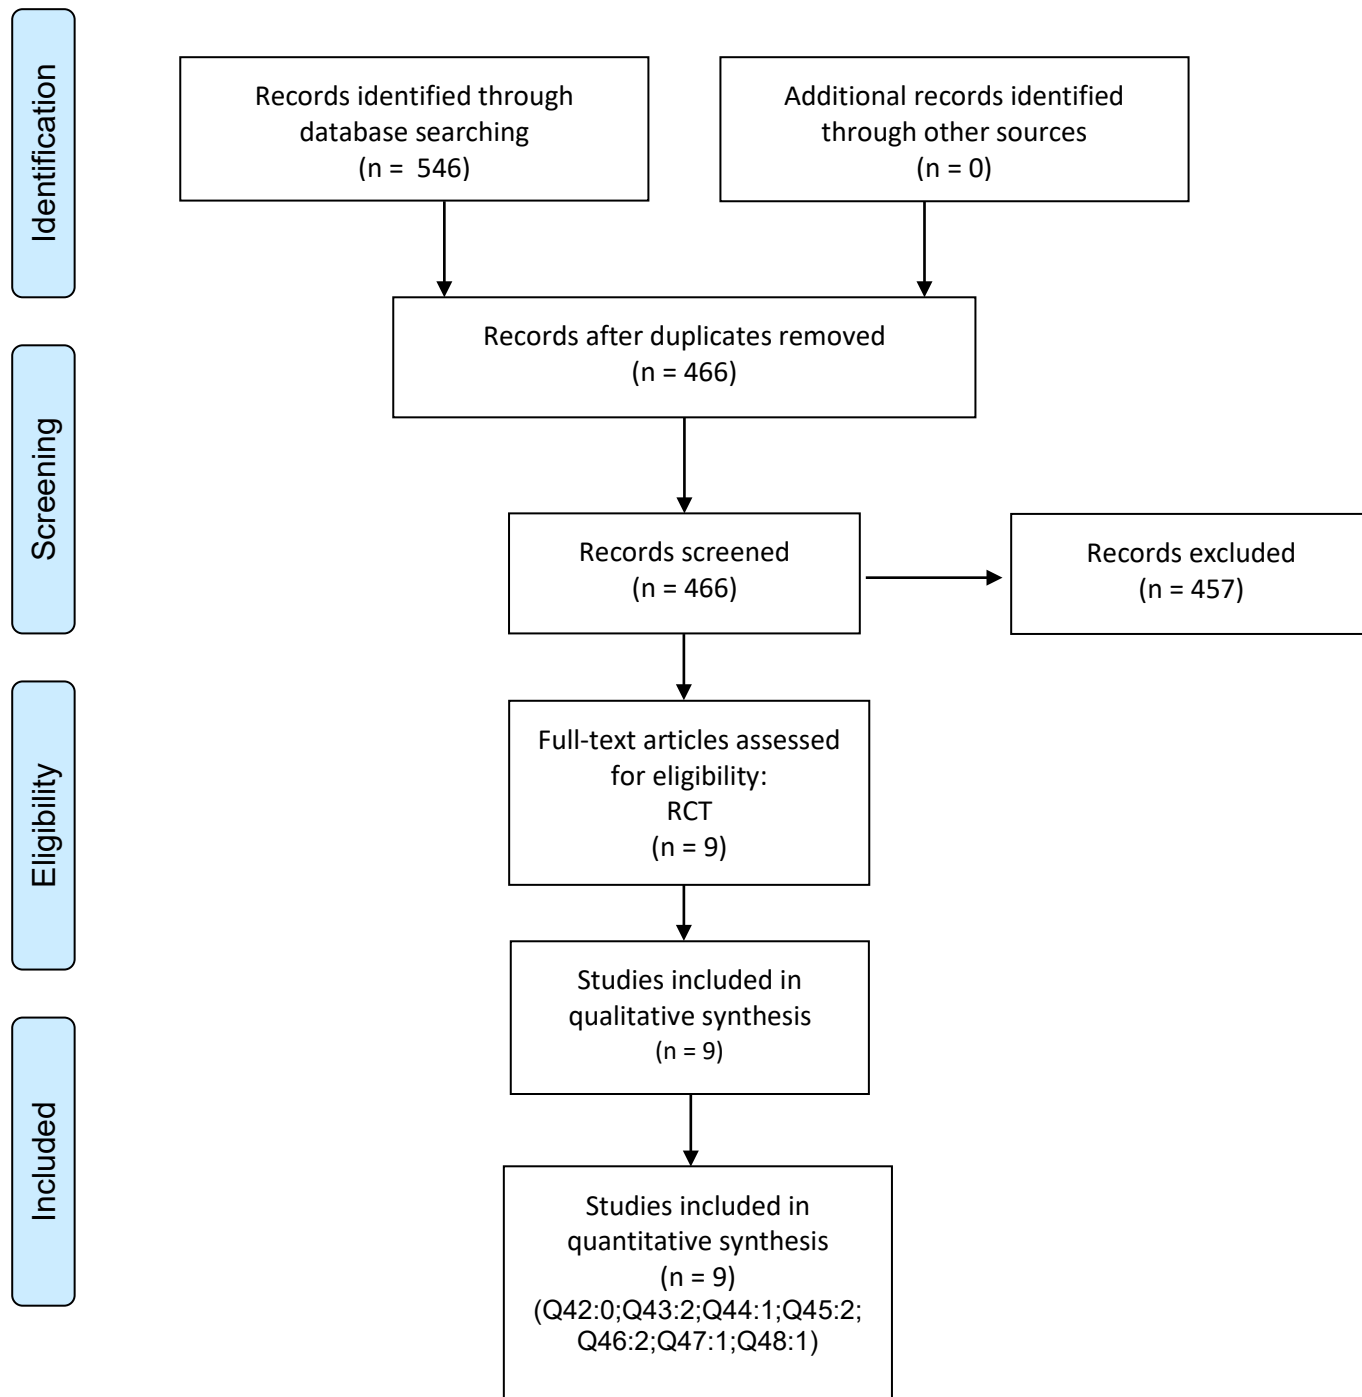 Identification
Records identified through
database searching
(n =  546)
Additional records identified
through other sources
(n = 0)
Records after duplicates removed
(n = 466)
Screening
Records screened
(n = 466)
Records excluded
(n = 457)
Eligibility
Full-text articles assessed
for eligibility:
RCT
(n = 9)
Studies included in
qualitative synthesis
(n = 9)
Included
Studies included in
quantitative synthesis
(n = 9)
(Q42:0;Q43:2;Q44:1;Q45:2;
Q46:2;Q47:1;Q48:1)